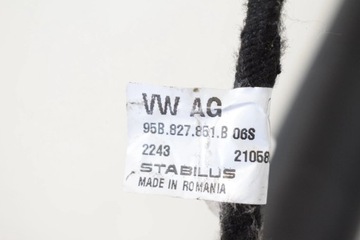 VW AG
95B.827.851.B 06S
2243 21058
STABILUS
MADE IN ROMANIA